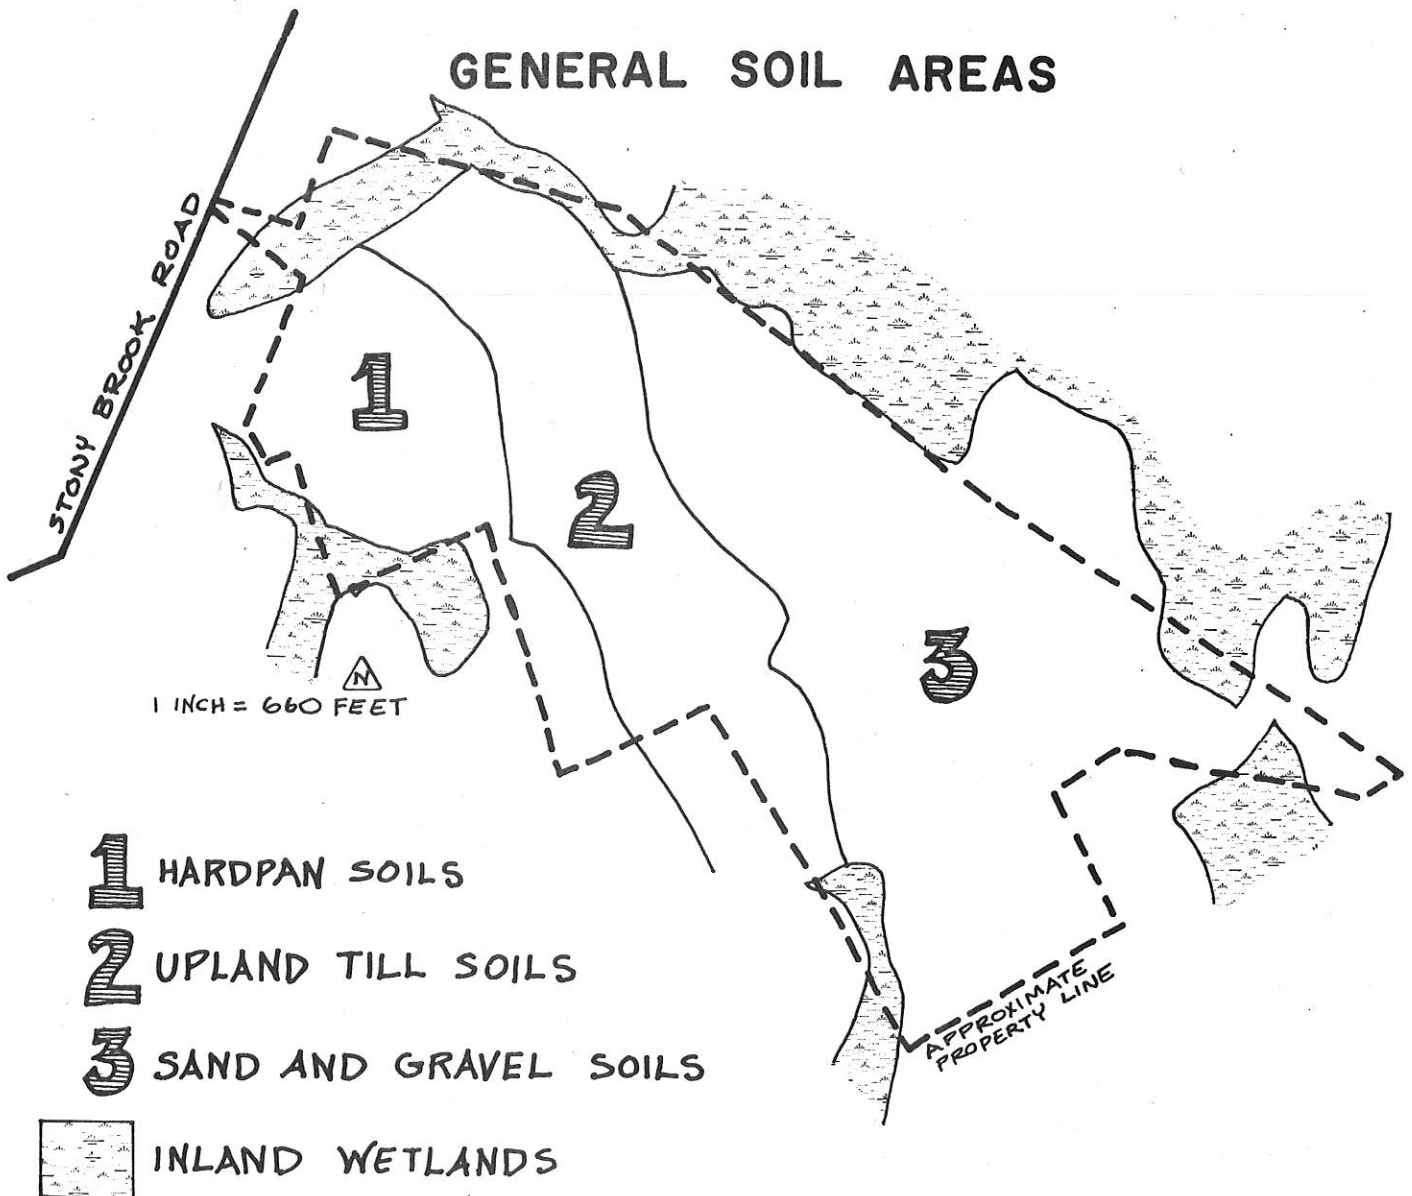 GENERAL SOIL AREAS
STONY BROOK ROAD
1
2
3
N
1 INCH = 660 FEET
1 HARDPAN SOILS
2 UPLAND TILL SOILS
3 SAND AND GRAVEL SOILS
INLAND WETLANDS
APPROXIMATE
PROPERTY LINE